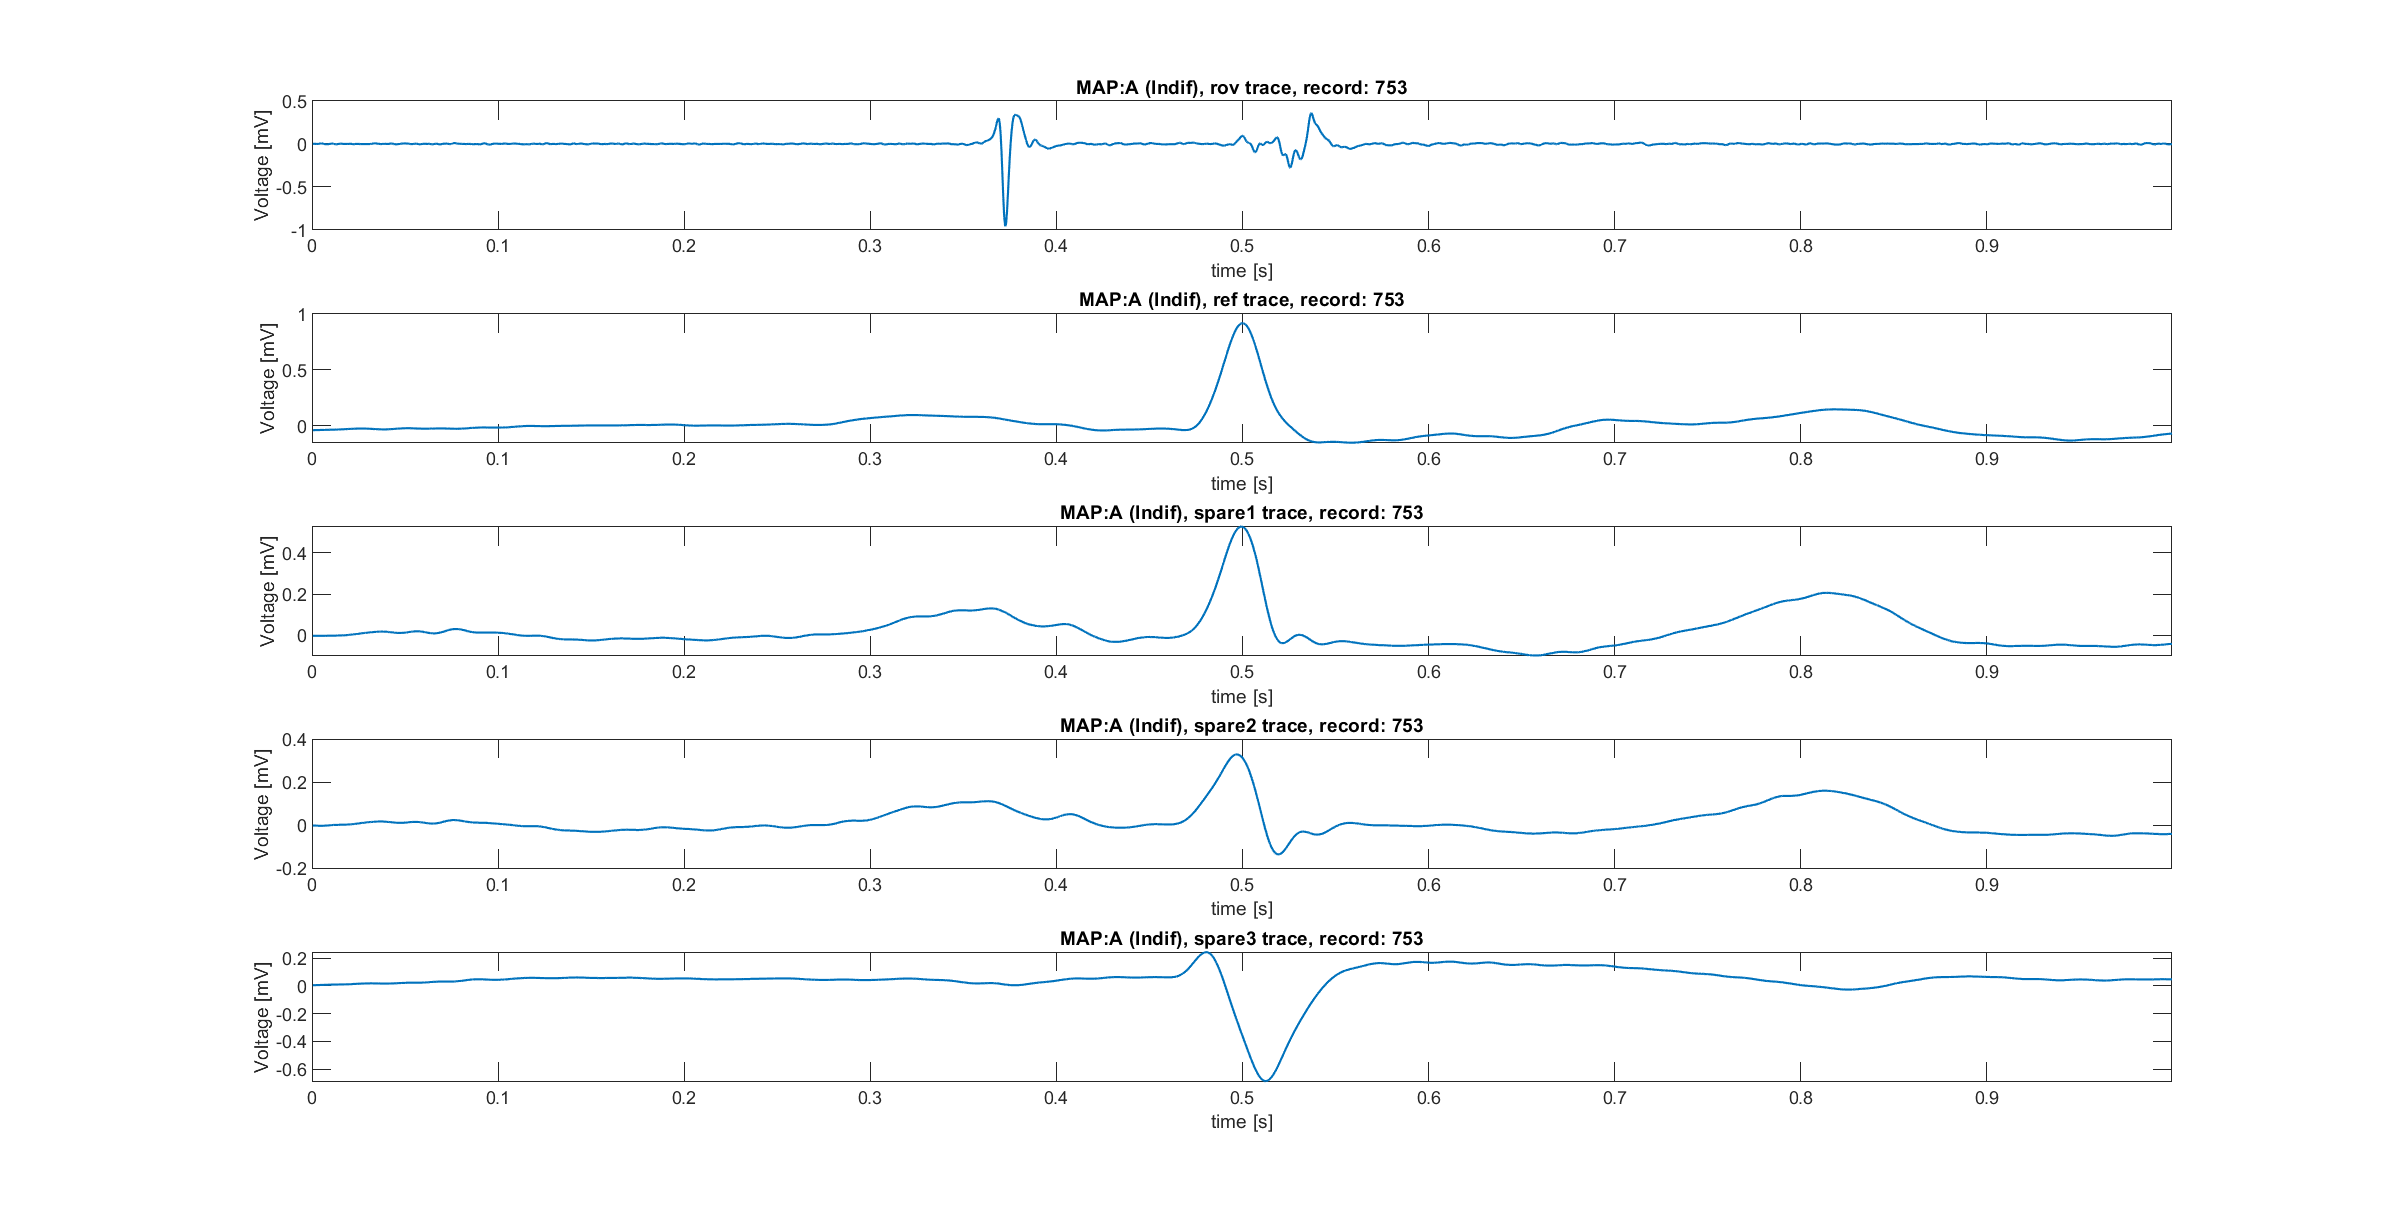 MAP:A (Indif), rov trace, record: 753
Voltage [mV]
0.5
0
-0.5
-1
0 0.1 0.2 0.3 0.4 0.5 0.6 0.7 0.8 0.9
time [s]
MAP:A (Indif), ref trace, record: 753
Voltage [mV]
1
0.5
0
0 0.1 0.2 0.3 0.4 0.5 0.6 0.7 0.8 0.9
time [s]
MAP:A (Indif), spare1 trace, record: 753
Voltage [mV]
0.4
0.2
0
0 0.1 0.2 0.3 0.4 0.5 0.6 0.7 0.8 0.9
time [s]
MAP:A (Indif), spare2 trace, record: 753
Voltage [mV]
0.4
0.2
0
-0.2
0 0.1 0.2 0.3 0.4 0.5 0.6 0.7 0.8 0.9
time [s]
MAP:A (Indif), spare3 trace, record: 753
Voltage [mV]
0.2
0
-0.2
-0.4
-0.6
0 0.1 0.2 0.3 0.4 0.5 0.6 0.7 0.8 0.9
time [s]